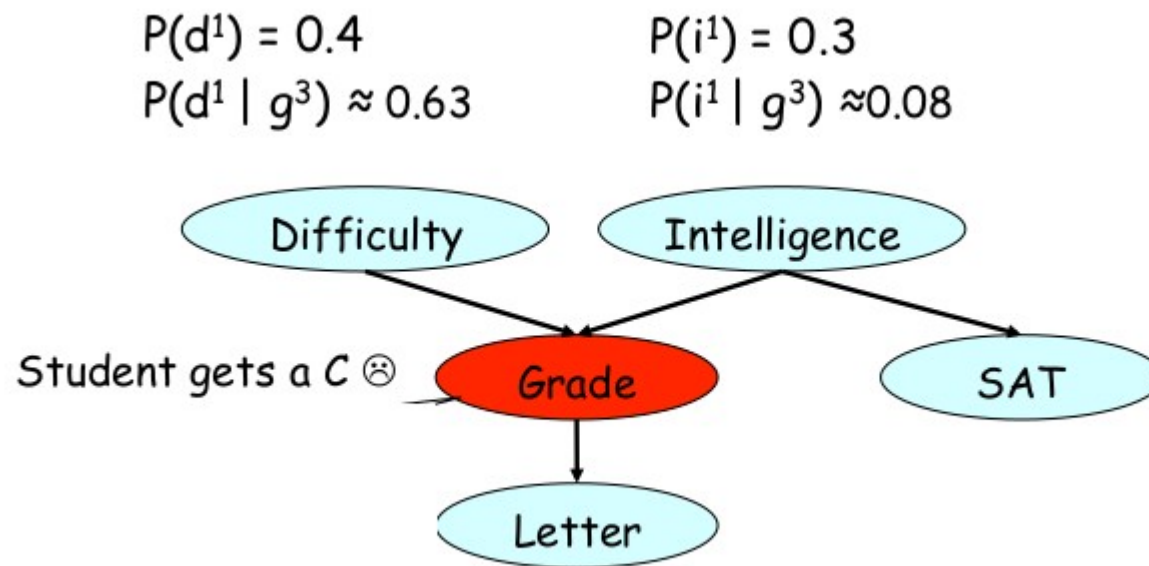 P(d¹) = 0.4
P(d¹ | g³) ≈ 0.63
P(i¹) = 0.3
P(i¹ | g³) ≈0.08
Difficulty
Intelligence
Student gets a C ☹
Grade
SAT
Letter